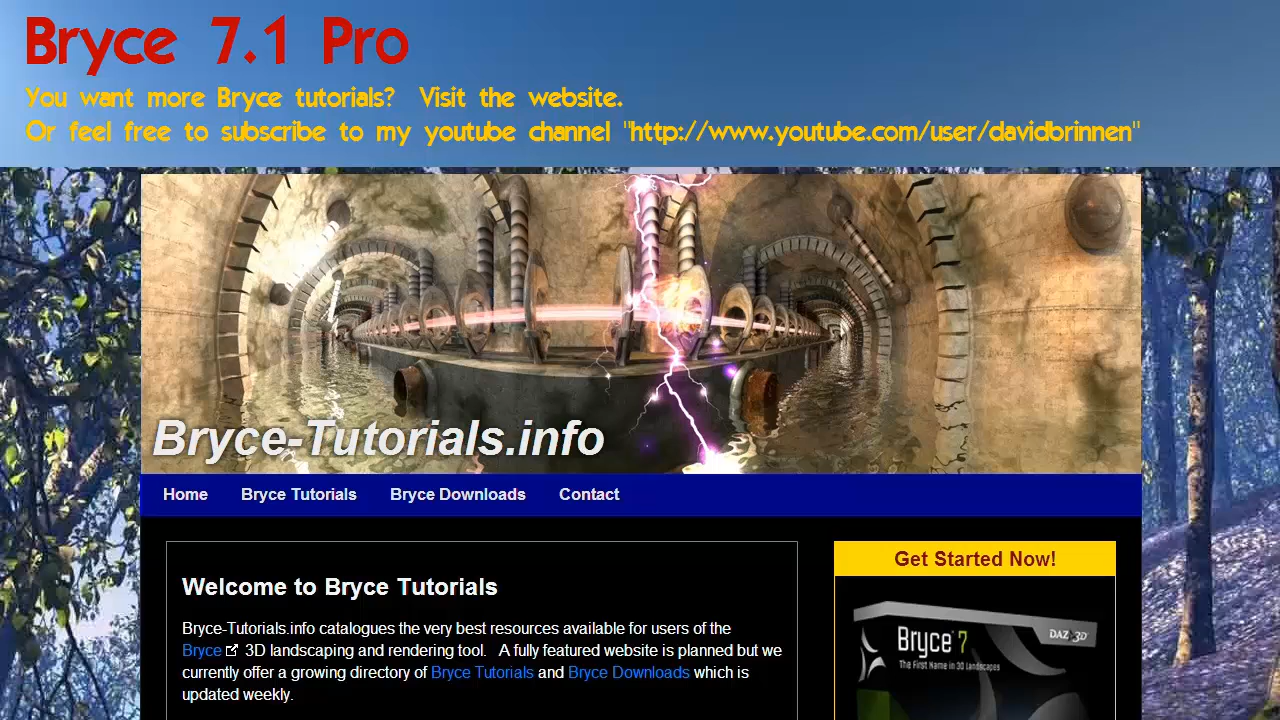 Bryce 7.1 Pro
You want more Bryce tutorials? Visit the website.
Or feel free to subscribe to my youtube channel "http://www.youtube.com/user/davidbrinnen"
Bryce-Tutorials.info
Home Bryce Tutorials Bryce Downloads Contact
Welcome to Bryce Tutorials
Bryce-Tutorials.info catalogues the very best resources available for users of the
Bryce 3D landscaping and rendering tool. A fully featured website is planned but we
currently offer a growing directory of Bryce Tutorials and Bryce Downloads which is
updated weekly.
Get Started Now!
DAZ 3D
Bryce 7
The First Name in 3D Landscapes